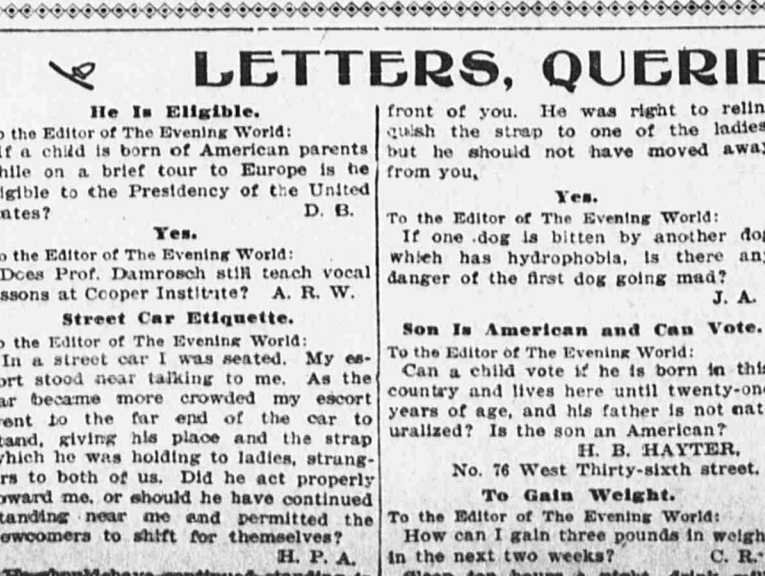 LETTERS, QUERIE
He Is Eligible.
o the Editor of The Evening World:
If a child is born of American parents
hile on a brief tour to Europe is he
igible to the Presidency of the United
ates? D. B.
Yes.
o the Editor of The Evening World:
Does Prof. Damrosch still teach vocal
ssons at Cooper Institute? A. R. W.
Street Car Etiquette.
o the Editor of The Evening World:
In a street car I was seated. My es-
ort stood near talking to me. As the
ar became more crowded my escort
ent to the far end of the car to
tand, giving his place and the strap
which he was holding to ladies, strang-
rs to both of us. Did he act properly
oward me, or should he have continued
tanding near me and permitted the
ewcomers to shift for themselves?
H. P. A.
front of you. He was right to relin
quish the strap to one of the ladies
but he should not have moved away
from you.
Yes.
To the Editor of The Evening World:
If one dog is bitten by another dog
which has hydrophobia, is there any
danger of the first dog going mad?
J. A.
Son Is American and Can Vote.
To the Editor of The Evening World:
Can a child vote if he is born in this
country and lives here until twenty-one
years of age, and his father is not nat
uralized? Is the son an American?
H. B. HAYTER,
No. 76 West Thirty-sixth street.
To Gain Weight.
To the Editor of The Evening World:
How can I gain three pounds in weigh
in the next two weeks? C. R.